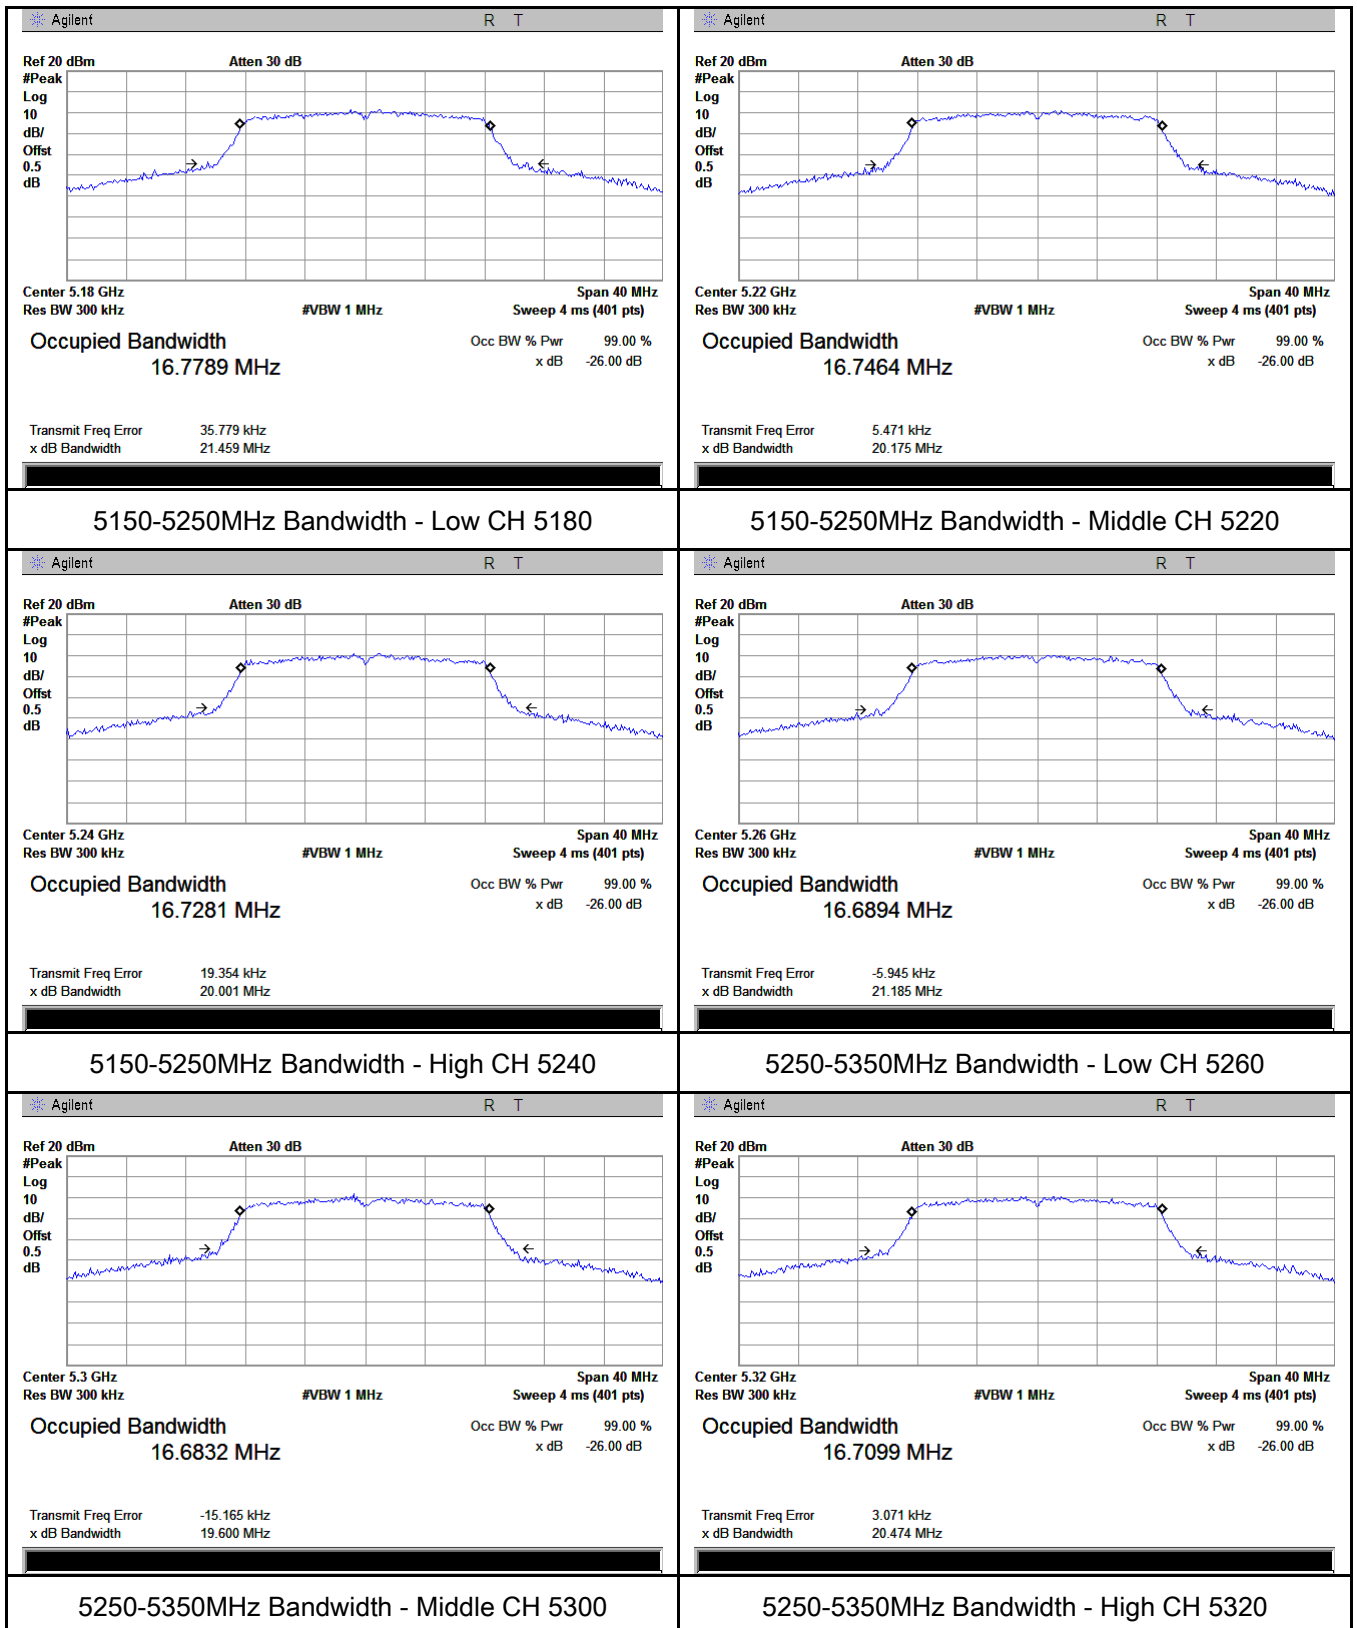 Agilent R T
Ref 20 dBm Atten 30 dB
#Peak
Log
10
dB/
Offst
0.5
dB
Center 5.18 GHz Span 40 MHz
Res BW 300 kHz #VBW 1 MHz Sweep 4 ms (401 pts)
Occupied Bandwidth Occ BW % Pwr 99.00 %
16.7789 MHz x dB -26.00 dB
Transmit Freq Error 35.779 kHz
x dB Bandwidth 21.459 MHz
5150-5250MHz Bandwidth - Low CH 5180
Agilent R T
Ref 20 dBm Atten 30 dB
#Peak
Log
10
dB/
Offst
0.5
dB
Center 5.22 GHz Span 40 MHz
Res BW 300 kHz #VBW 1 MHz Sweep 4 ms (401 pts)
Occupied Bandwidth Occ BW % Pwr 99.00 %
16.7464 MHz x dB -26.00 dB
Transmit Freq Error 5.471 kHz
x dB Bandwidth 20.175 MHz
5150-5250MHz Bandwidth - Middle CH 5220
Agilent R T
Ref 20 dBm Atten 30 dB
#Peak
Log
10
dB/
Offst
0.5
dB
Center 5.24 GHz Span 40 MHz
Res BW 300 kHz #VBW 1 MHz Sweep 4 ms (401 pts)
Occupied Bandwidth Occ BW % Pwr 99.00 %
16.7281 MHz x dB -26.00 dB
Transmit Freq Error 19.354 kHz
x dB Bandwidth 20.001 MHz
5150-5250MHz Bandwidth - High CH 5240
Agilent R T
Ref 20 dBm Atten 30 dB
#Peak
Log
10
dB/
Offst
0.5
dB
Center 5.26 GHz Span 40 MHz
Res BW 300 kHz #VBW 1 MHz Sweep 4 ms (401 pts)
Occupied Bandwidth Occ BW % Pwr 99.00 %
16.6894 MHz x dB -26.00 dB
Transmit Freq Error -5.945 kHz
x dB Bandwidth 21.185 MHz
5250-5350MHz Bandwidth - Low CH 5260
Agilent R T
Ref 20 dBm Atten 30 dB
#Peak
Log
10
dB/
Offst
0.5
dB
Center 5.3 GHz Span 40 MHz
Res BW 300 kHz #VBW 1 MHz Sweep 4 ms (401 pts)
Occupied Bandwidth Occ BW % Pwr 99.00 %
16.6832 MHz x dB -26.00 dB
Transmit Freq Error -15.165 kHz
x dB Bandwidth 19.600 MHz
5250-5350MHz Bandwidth - Middle CH 5300
Agilent R T
Ref 20 dBm Atten 30 dB
#Peak
Log
10
dB/
Offst
0.5
dB
Center 5.32 GHz Span 40 MHz
Res BW 300 kHz #VBW 1 MHz Sweep 4 ms (401 pts)
Occupied Bandwidth Occ BW % Pwr 99.00 %
16.7099 MHz x dB -26.00 dB
Transmit Freq Error 3.071 kHz
x dB Bandwidth 20.474 MHz
5250-5350MHz Bandwidth - High CH 5320